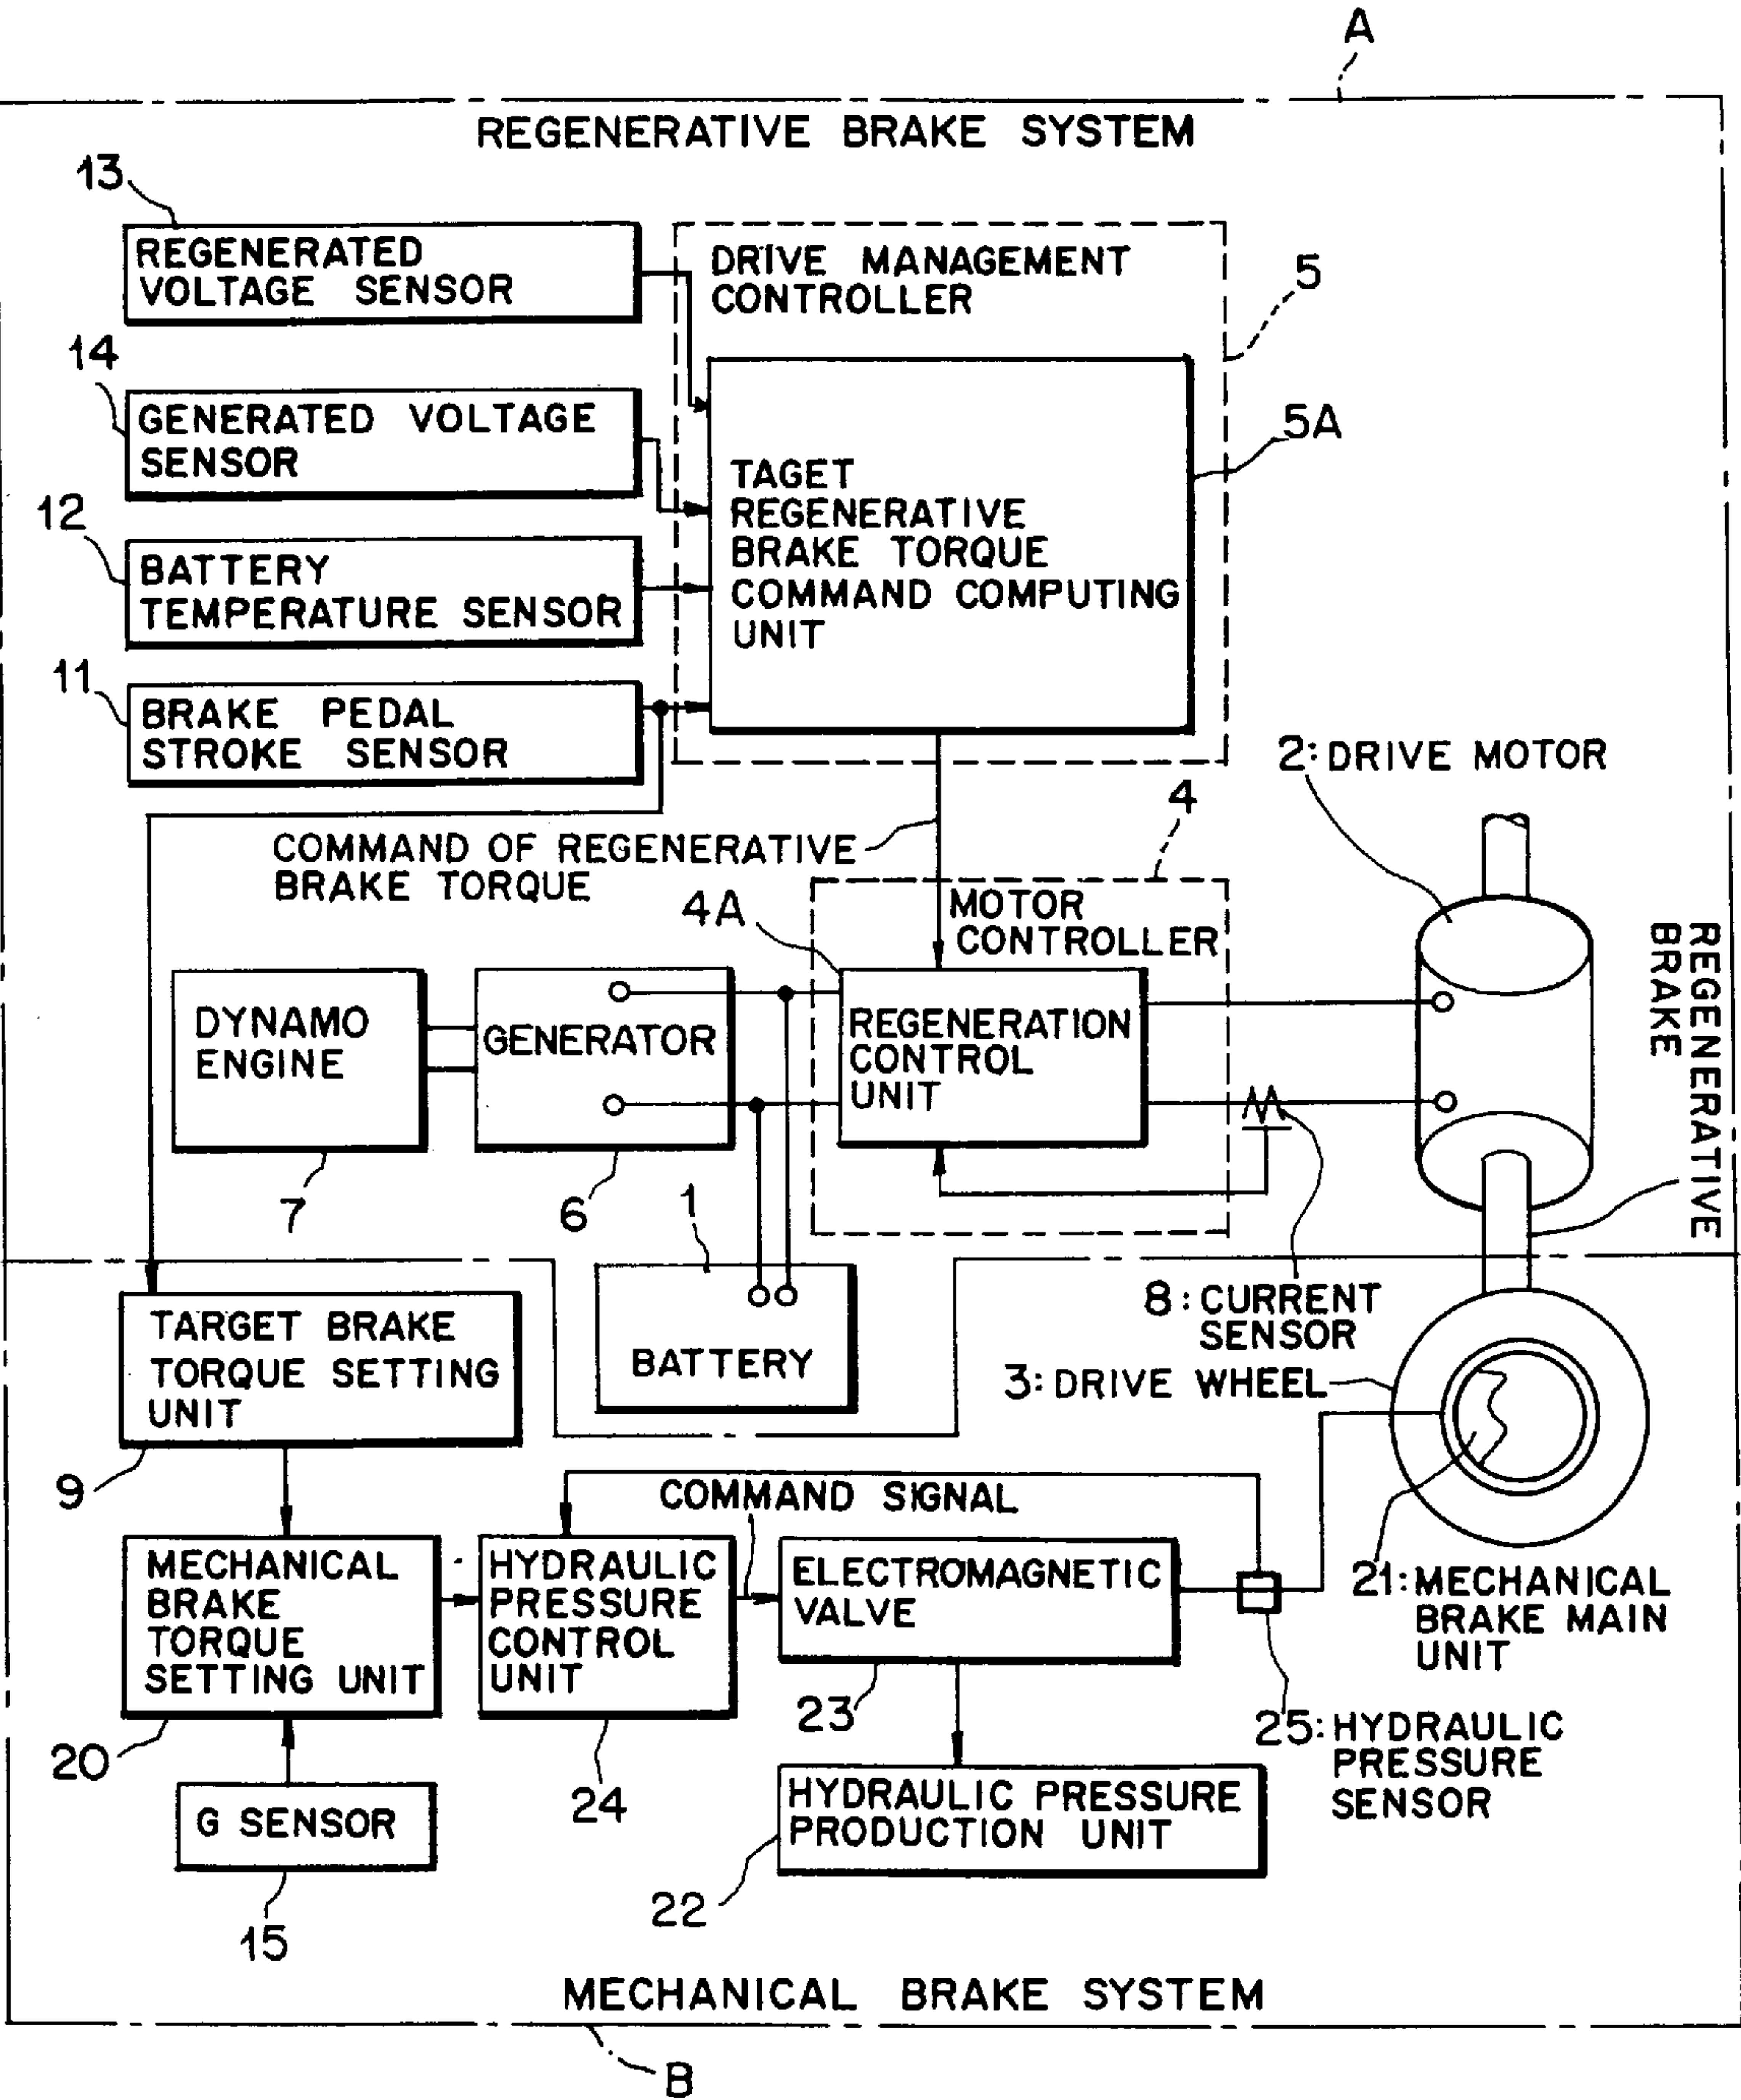 A
REGENERATIVE BRAKE SYSTEM
13
REGENERATED
VOLTAGE SENSOR
DRIVE MANAGEMENT
CONTROLLER
5
14
GENERATED VOLTAGE
SENSOR
5A
TAGET
REGENERATIVE
BRAKE TORQUE
COMMAND COMPUTING
UNIT
12
BATTERY
TEMPERATURE SENSOR
11
BRAKE PEDAL
STROKE SENSOR
2: DRIVE MOTOR
4
COMMAND OF REGENERATIVE
BRAKE TORQUE
4A
MOTOR
CONTROLLER
REGENERATIVE
BRAKE
DYNAMO
ENGINE
GENERATOR
REGENERATION
CONTROL
UNIT
7
6
1
8: CURRENT
SENSOR
TARGET BRAKE
TORQUE SETTING
UNIT
BATTERY
3: DRIVE WHEEL
9
COMMAND SIGNAL
MECHANICAL
BRAKE
TORQUE
SETTING UNIT
HYDRAULIC
PRESSURE
CONTROL
UNIT
ELECTROMAGNETIC
VALVE
21: MECHANICAL
BRAKE MAIN
UNIT
20
24
23
25: HYDRAULIC
PRESSURE
SENSOR
G SENSOR
HYDRAULIC PRESSURE
PRODUCTION UNIT
15
22
MECHANICAL BRAKE SYSTEM
B